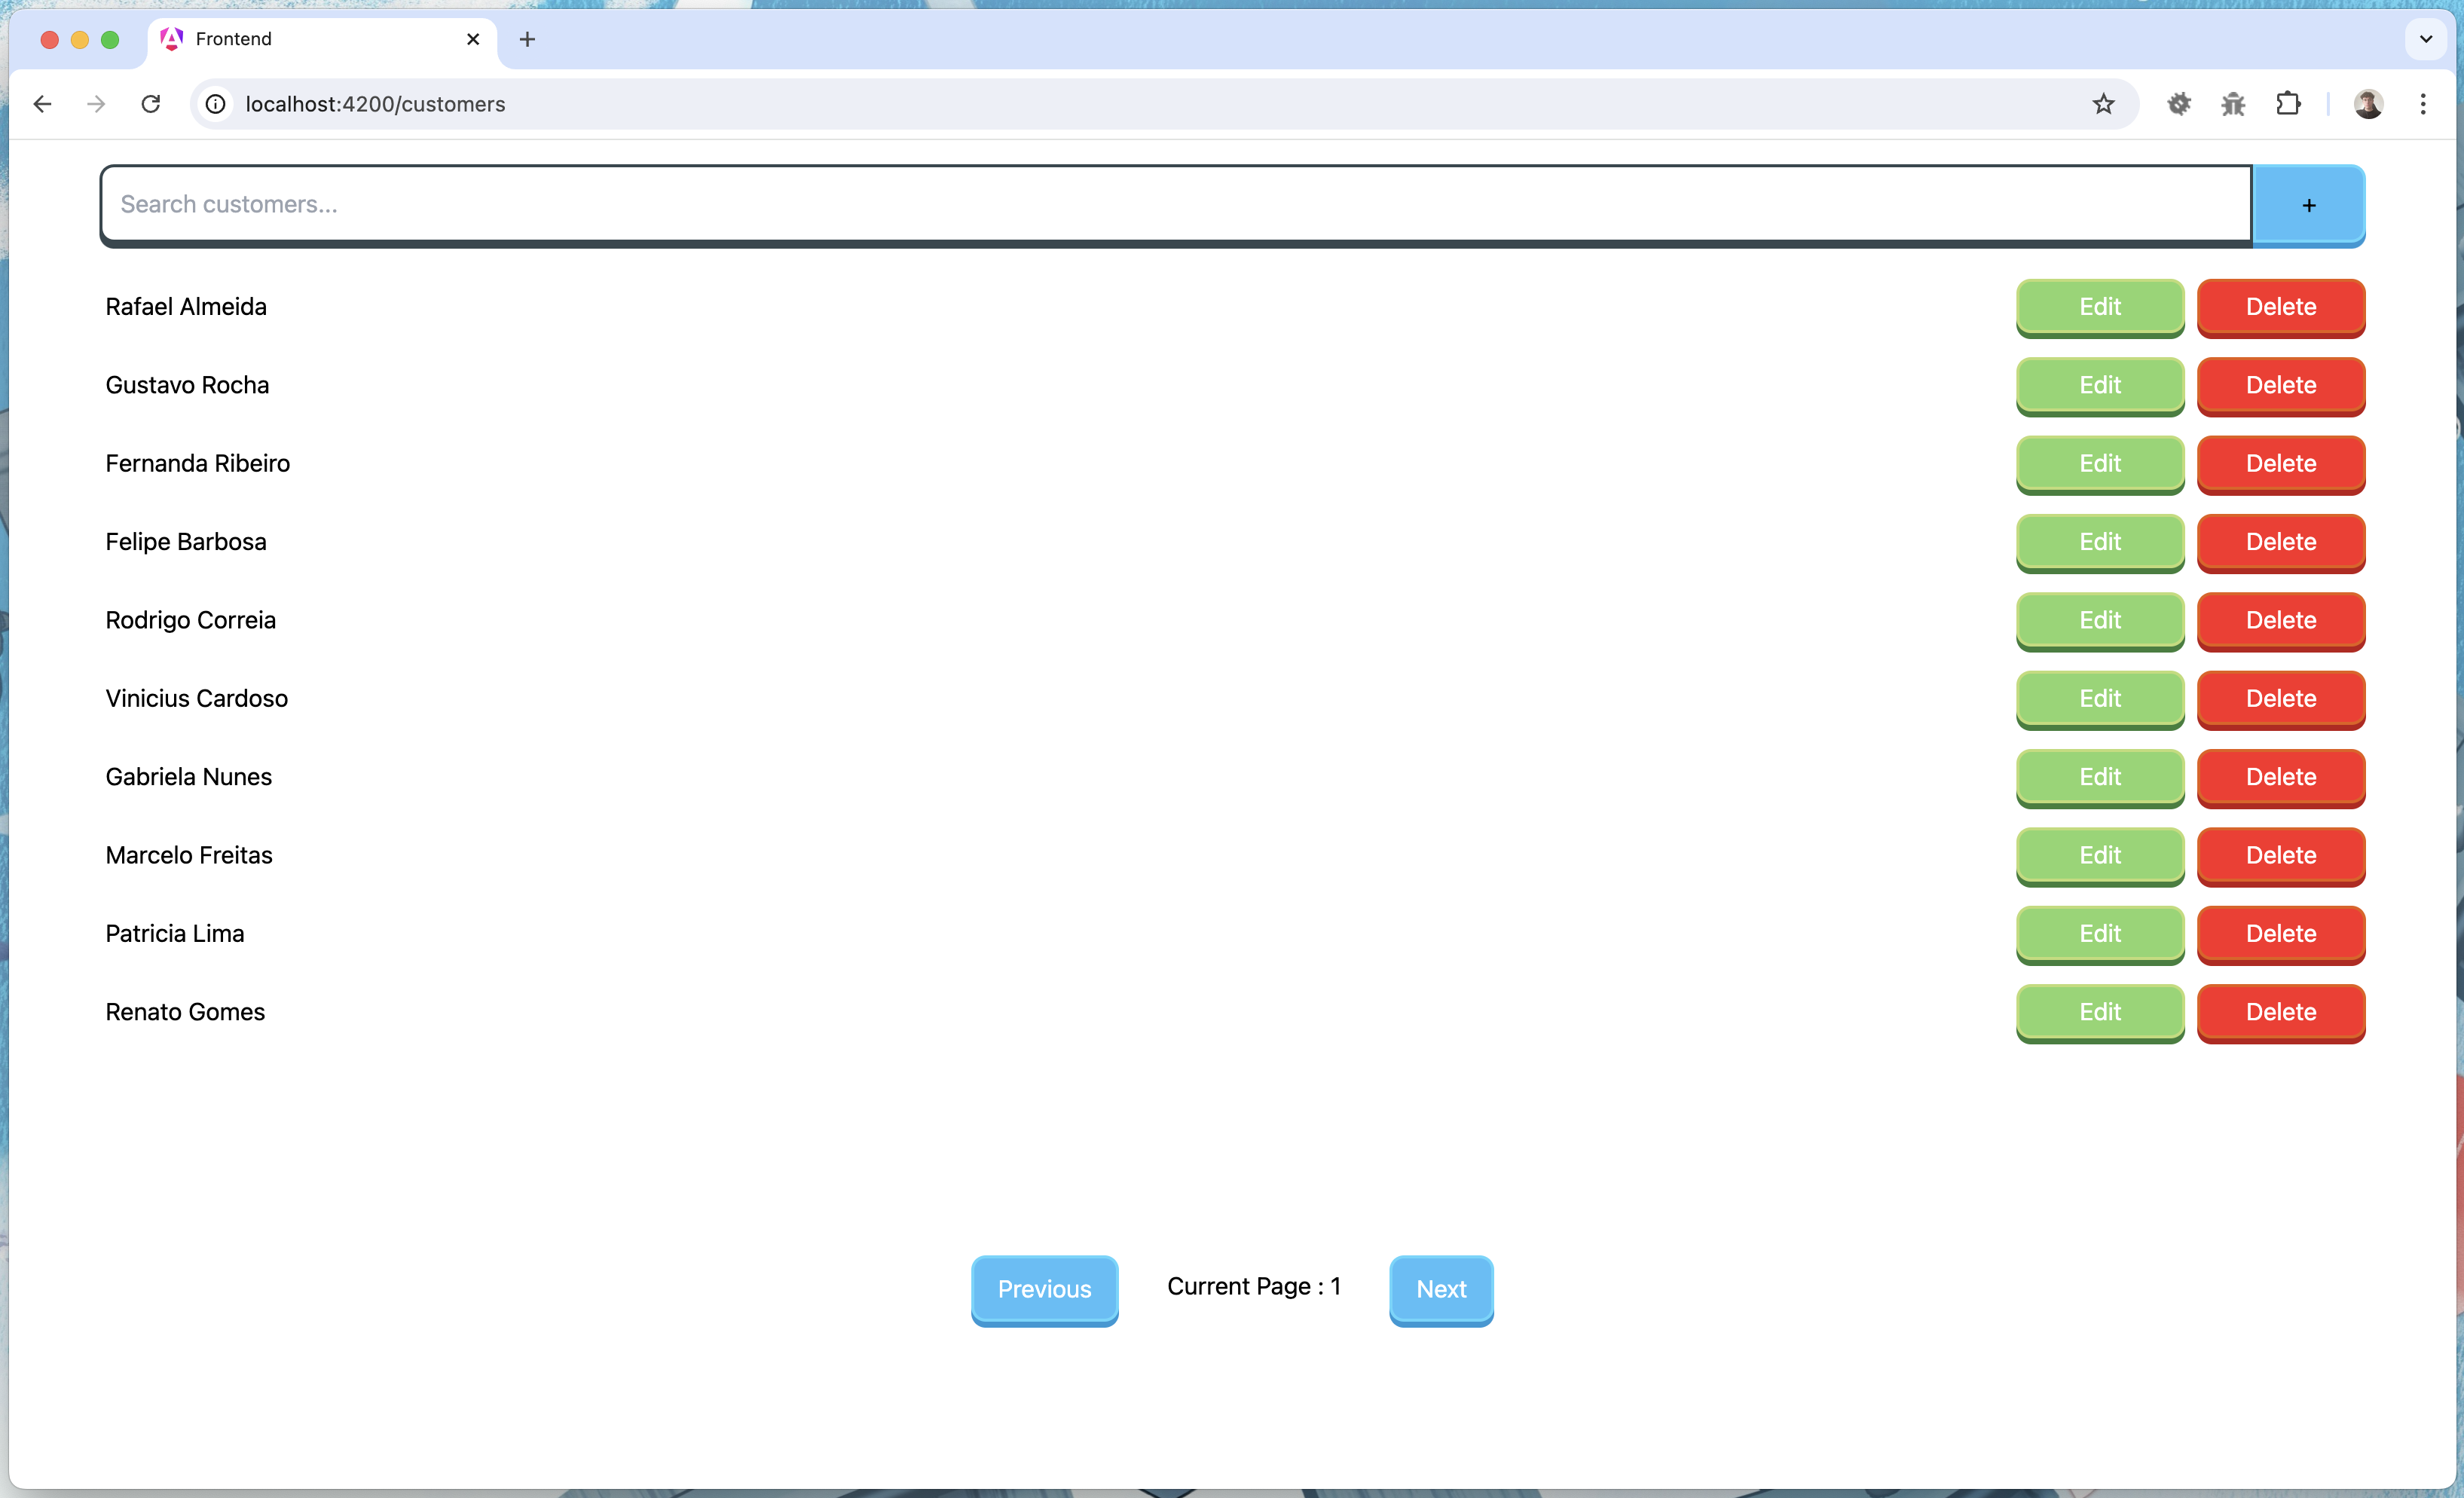 Frontend
localhost:4200/customers
Search customers...
+
Rafael Almeida Edit Delete
Gustavo Rocha Edit Delete
Fernanda Ribeiro Edit Delete
Felipe Barbosa Edit Delete
Rodrigo Correia Edit Delete
Vinicius Cardoso Edit Delete
Gabriela Nunes Edit Delete
Marcelo Freitas Edit Delete
Patricia Lima Edit Delete
Renato Gomes Edit Delete
Previous Current Page : 1 Next